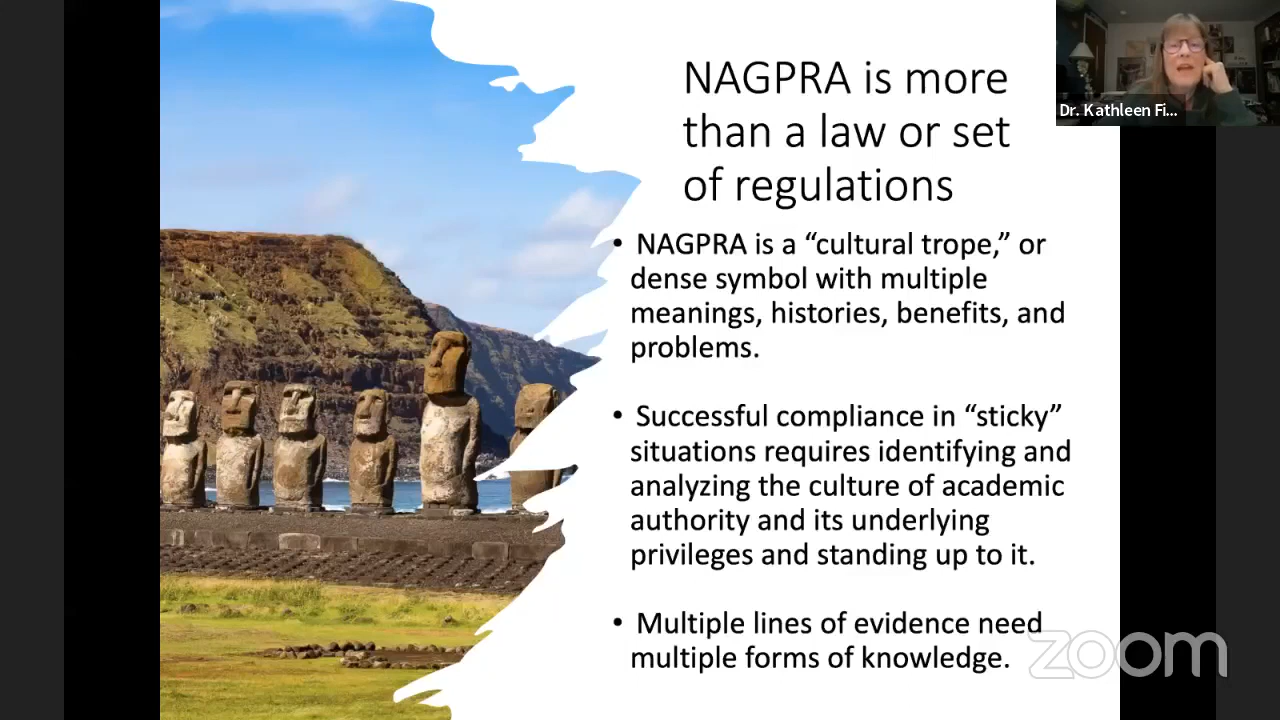 NAGPRA is more
than a law or set
of regulations
• NAGPRA is a “cultural trope,” or
dense symbol with multiple
meanings, histories, benefits, and
problems.
• Successful compliance in “sticky”
situations requires identifying and
analyzing the culture of academic
authority and its underlying
privileges and standing up to it.
• Multiple lines of evidence need
multiple forms of knowledge.
Dr. Kathleen Fi...
zoom